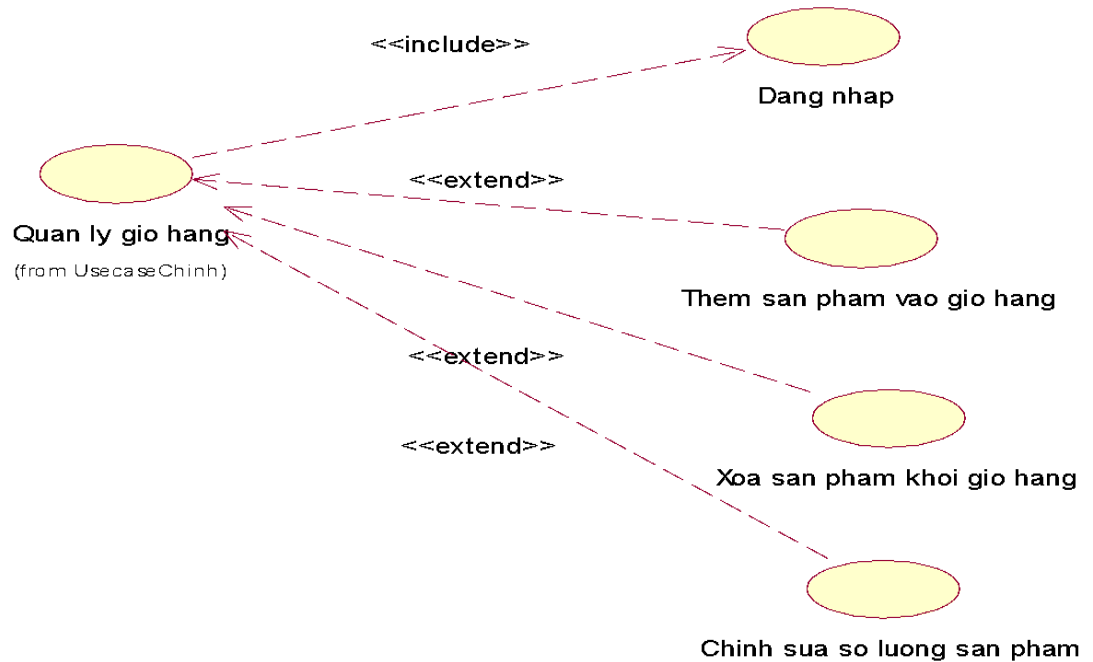 <<include>>
Dang nhap
<<extend>>
Quan ly gio hang
(from UsecaseChinh)
Them san pham vao gio hang
<<extend>>
<<extend>>
Xoa san pham khoi gio hang
Chinh sua so luong san pham